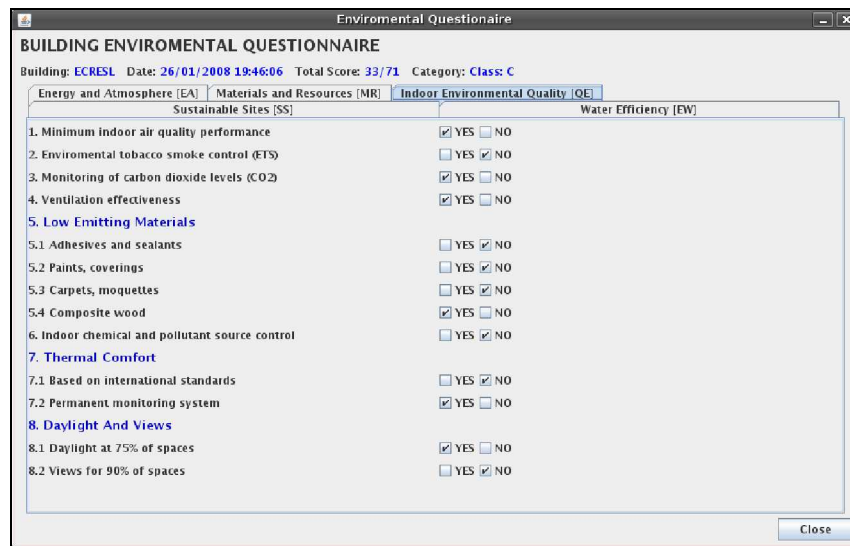 Enviromental Questionaire
BUILDING ENVIROMENTAL QUESTIONNAIRE
Building: ECRESL Date: 26/01/2008 19:46:06 Total Score: 33/71 Category: Class: C
Energy and Atmosphere [EA] Materials and Resources [MR] Indoor Environmental Quality [QE]
Sustainable Sites [SS] Water Efficiency [EW]
1. Minimum indoor air quality performance YES NO
2. Enviromental tobacco smoke control (ETS) YES NO
3. Monitoring of carbon dioxide levels (CO2) YES NO
4. Ventilation effectiveness YES NO
5. Low Emitting Materials
5.1 Adhesives and sealants YES NO
5.2 Paints, coverings YES NO
5.3 Carpets, moquettes YES NO
5.4 Composite wood YES NO
6. Indoor chemical and pollutant source control YES NO
7. Thermal Comfort
7.1 Based on international standards YES NO
7.2 Permanent monitoring system YES NO
8. Daylight And Views
8.1 Daylight at 75% of spaces YES NO
8.2 Views for 90% of spaces YES NO
Close